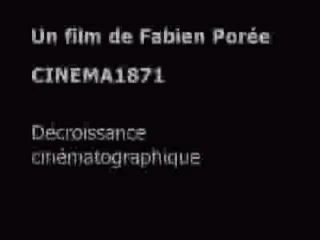 Un film de Fabien Porée
CINEMA1871
Décroissance
cinématographique